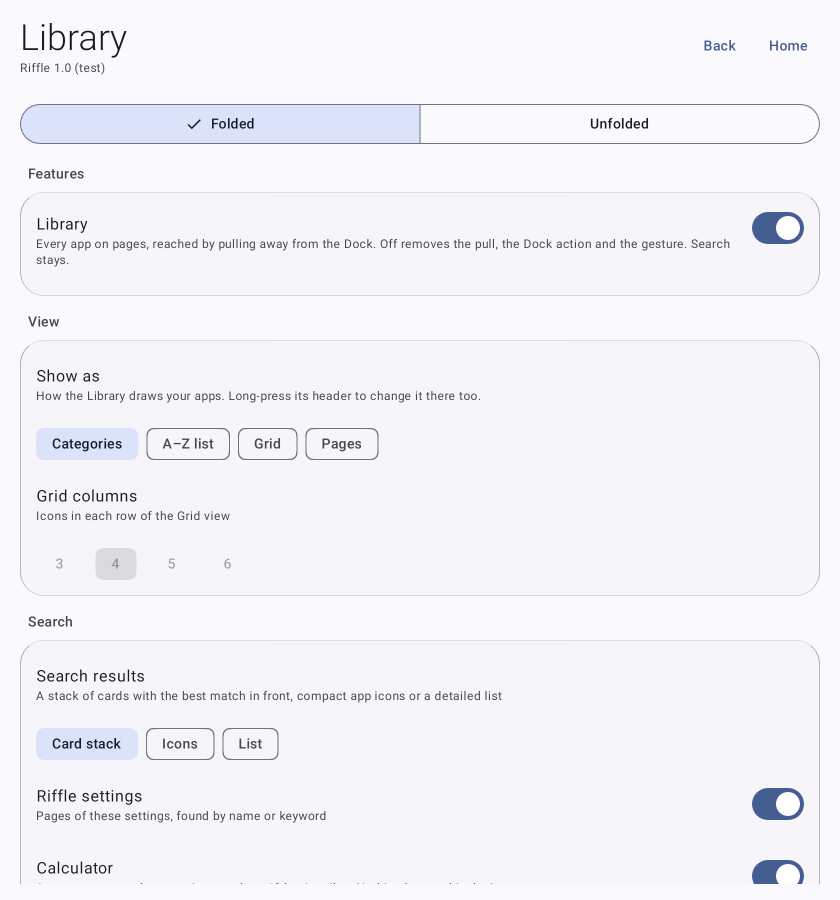 Library
Riffle 1.0 (test)
Back
Home
Folded
Unfolded
Features
Library
Every app on pages, reached by pulling away from the Dock. Off removes the pull, the Dock action and the gesture. Search
stays.
View
Show as
How the Library draws your apps. Long-press its header to change it there too.
Categories
A–Z list
Grid
Pages
Grid columns
Icons in each row of the Grid view
3
4
5
6
Search
Search results
A stack of cards with the best match in front, compact app icons or a detailed list
Card stack
Icons
List
Riffle settings
Pages of these settings, found by name or keyword
Calculator